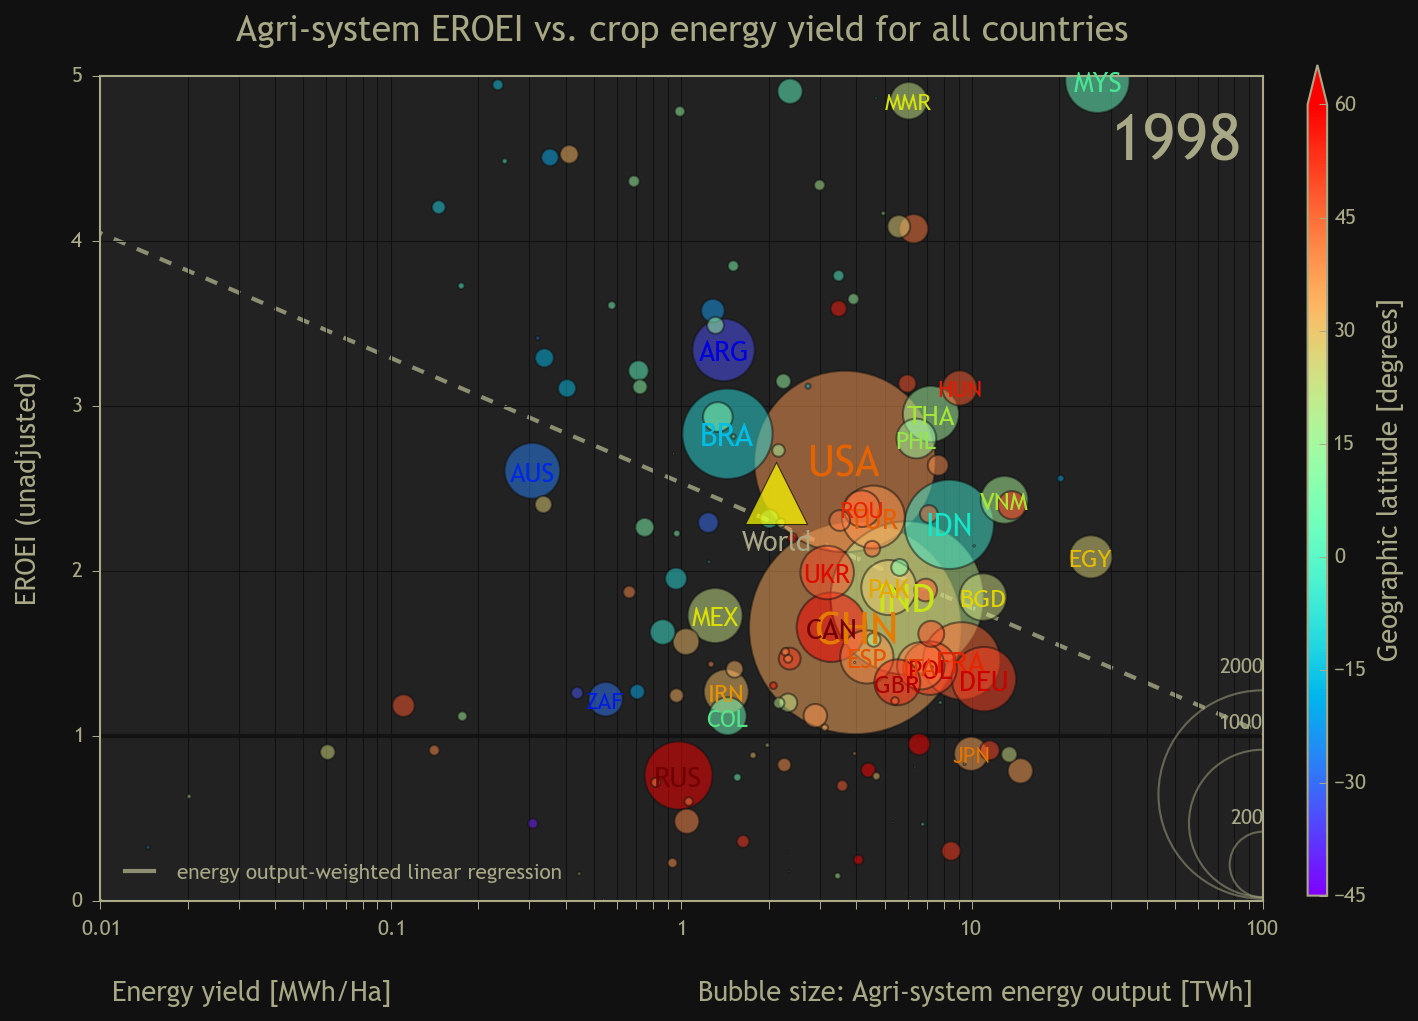 Agri-system EROEI vs. crop energy yield for all countries
1998
MYS
MMR
ARG
HUN
THA
PHL
BRA
USA
AUS
ROU
VNM
IDN
World
EGY
UKR
PAK
IND
BGD
MEX
CHN
CAN
ESP
FRA
POL
DEU
GBR
IRN
ZAF
COL
JPN
RUS
2000
1000
200
energy output-weighted linear regression
5
4
3
2
1
0
EROEI (unadjusted)
0.01
0.1
1
10
100
Energy yield [MWh/Ha]
Bubble size: Agri-system energy output [TWh]
60
45
30
15
0
−15
−30
−45
Geographic latitude [degrees]